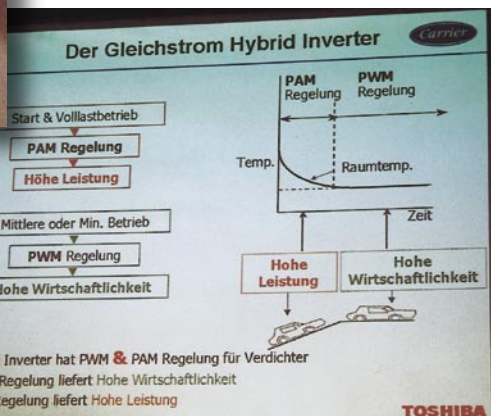 Der Gleichstrom Hybrid Inverter
Carrier
Start & Volllastbetrieb
PAM Regelung
Höhe Leistung
Mittlere oder Min. Betrieb
PWM Regelung
Hohe Wirtschaftlichkeit
PAM
Regelung
PWM
Regelung
Temp.
Raumtemp.
Zeit
Hohe
Leistung
Hohe
Wirtschaftlichkeit
Inverter hat PWM & PAM Regelung für Verdichter
Regelung liefert Hohe Wirtschaftlichkeit
Regelung liefert Hohe Leistung
TOSHIBA